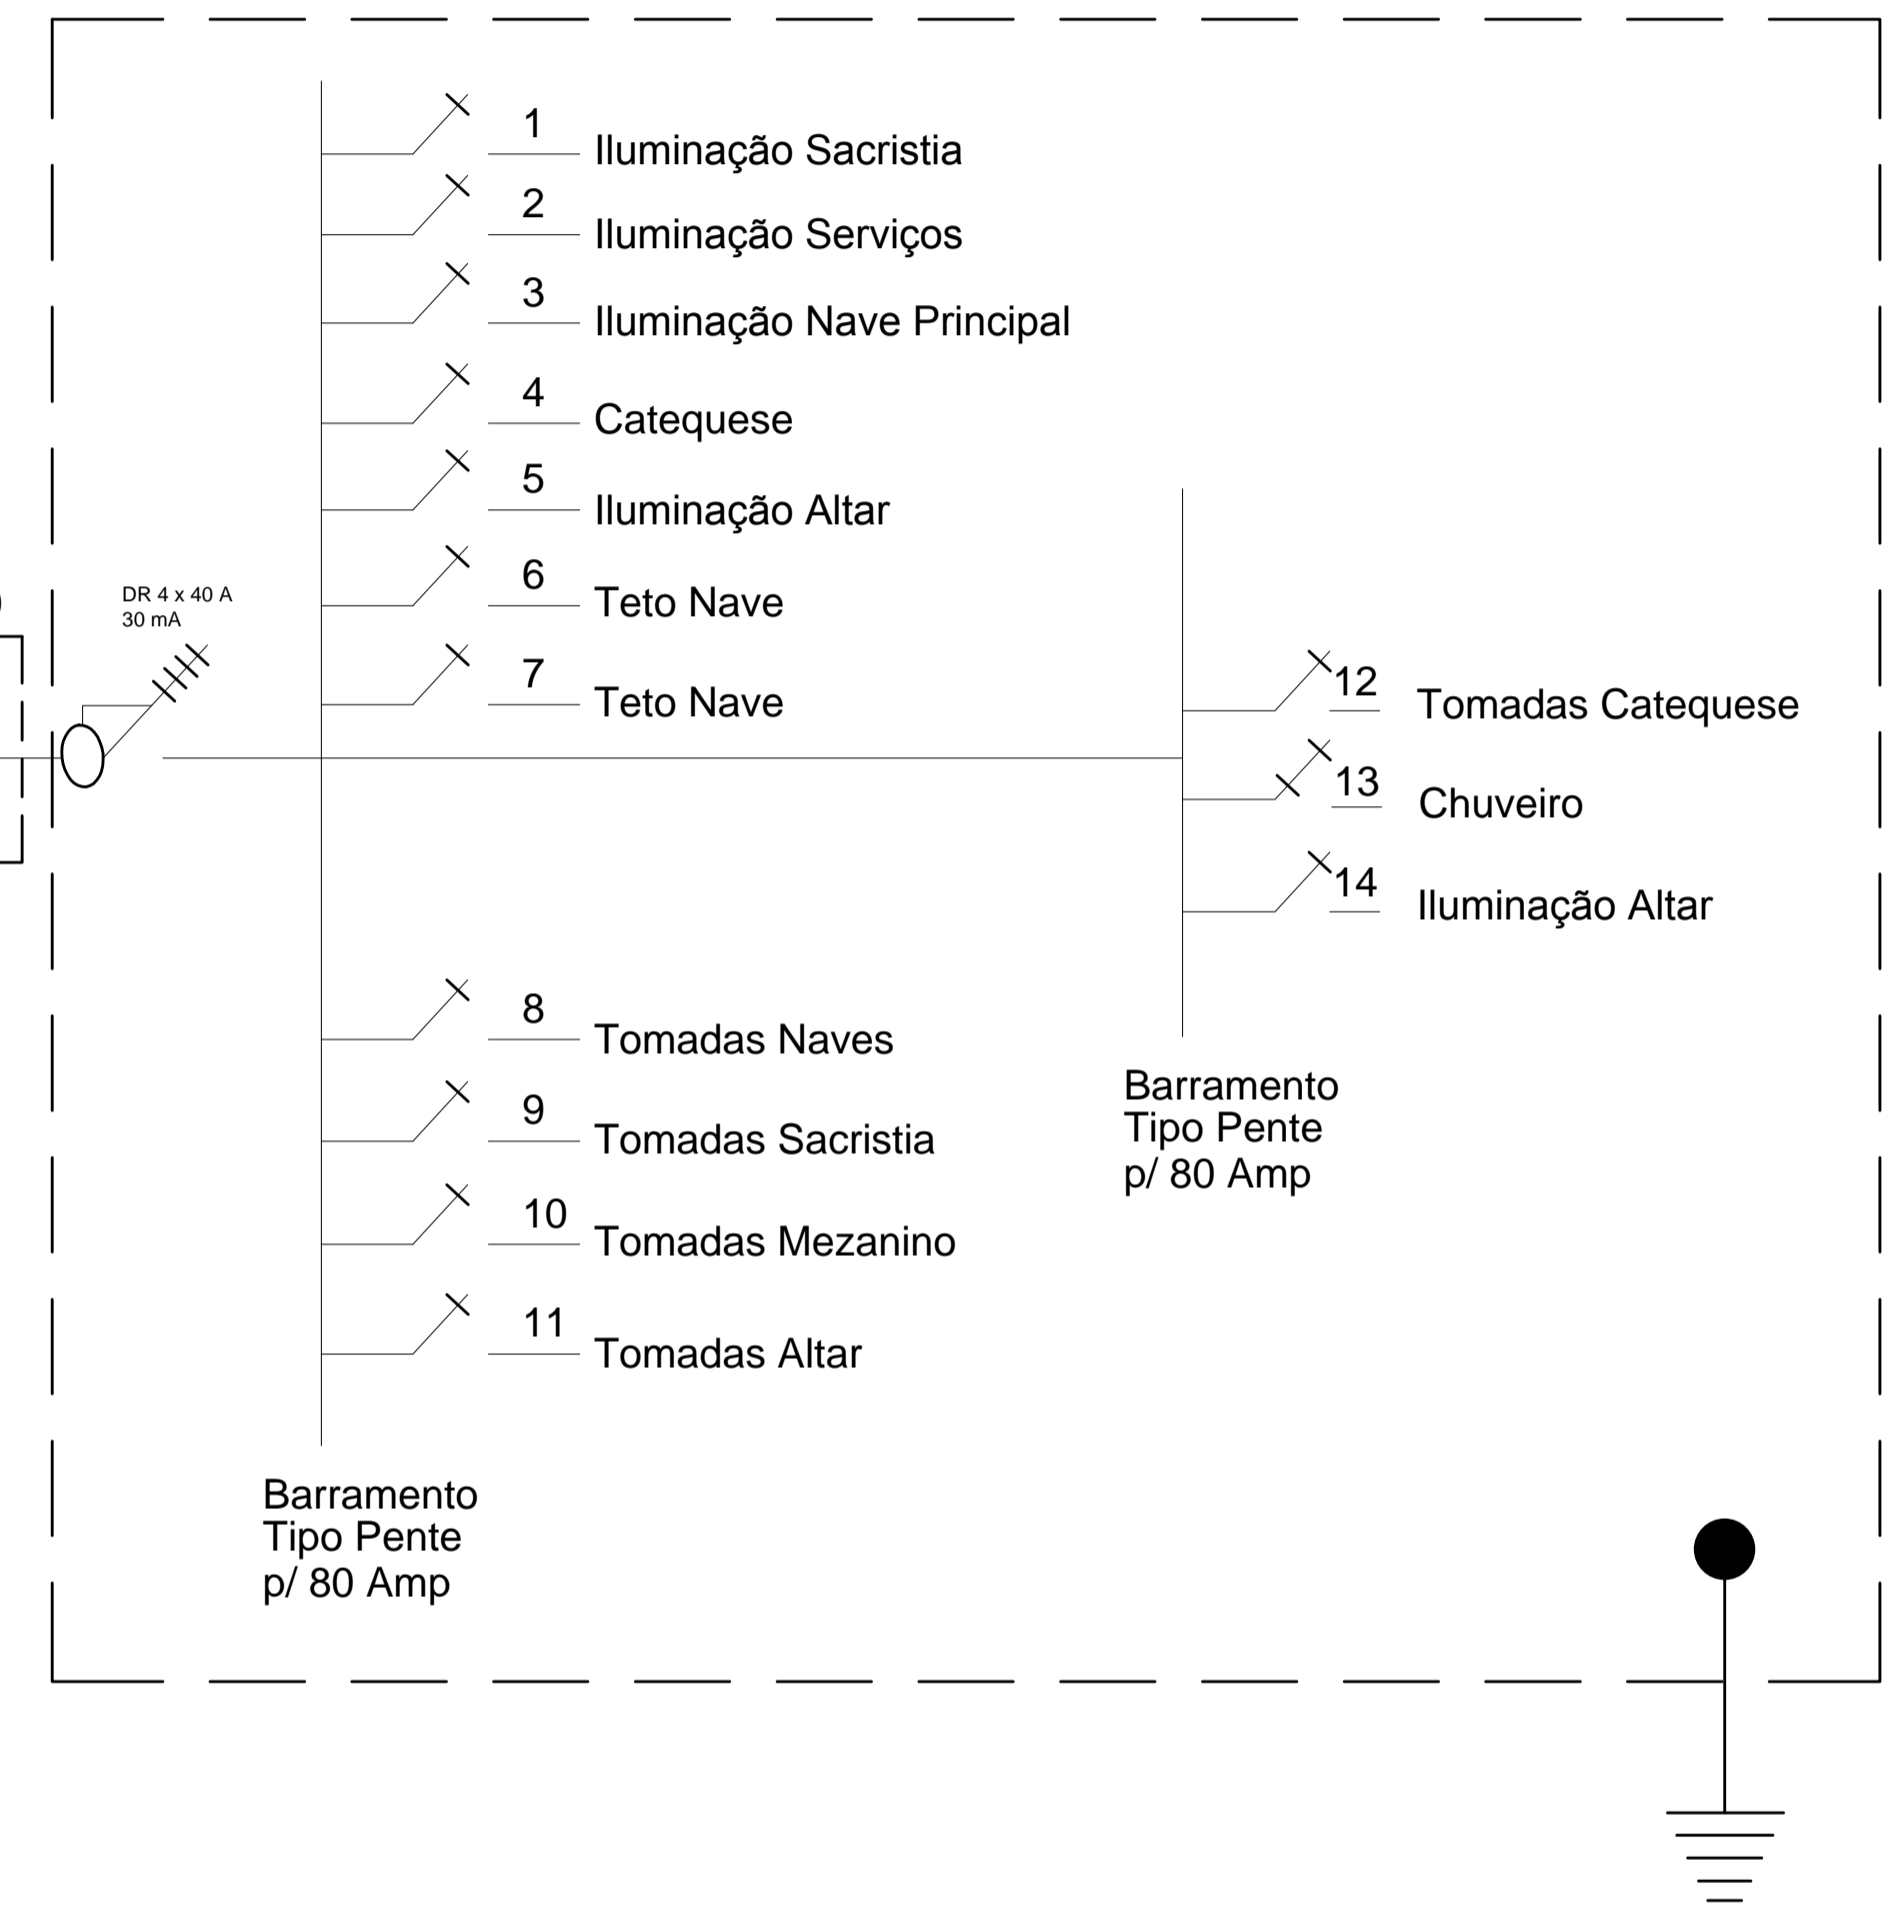 1
Iluminação Sacristia
2
Iluminação Serviços
3
Iluminação Nave Principal
4
Catequese
5
Iluminação Altar
6
Teto Nave
7
Teto Nave
DR 4 x 40 A
30 mA
12
Tomadas Catequese
13
Chuveiro
14
Iluminação Altar
Barramento
Tipo Pente
p/ 80 Amp
8
Tomadas Naves
9
Tomadas Sacristia
10
Tomadas Mezanino
11
Tomadas Altar
Barramento
Tipo Pente
p/ 80 Amp